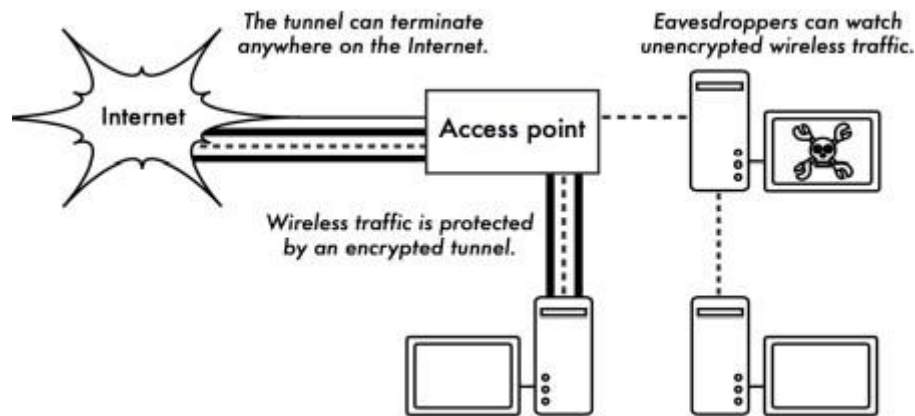 The tunnel can terminate
anywhere on the Internet.
Eavesdroppers can watch
unencrypted wireless traffic.
Internet
Access point
Wireless traffic is protected
by an encrypted tunnel.